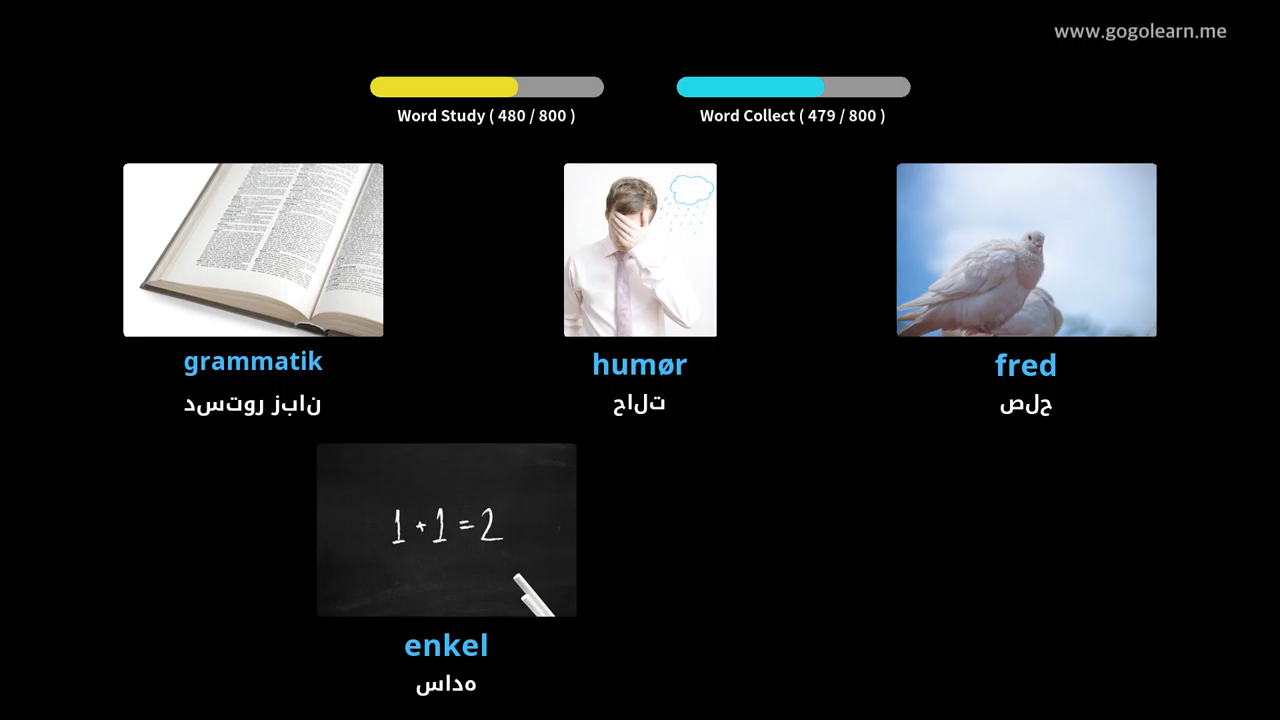 www.gogolearn.me
Word Study ( 480 / 800 )
Word Collect ( 479 / 800 )
grammatik
دستور زبان
humør
حالت
fred
صلح
1 + 1 = 2
enkel
ساده